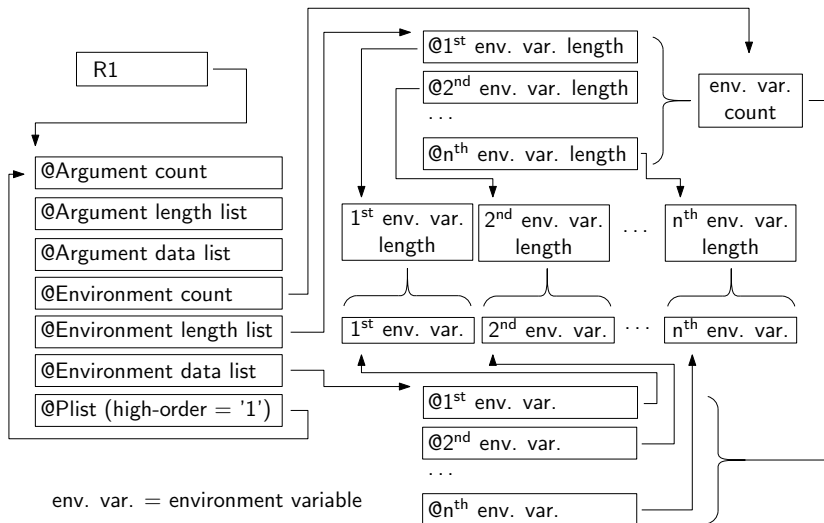 R1
@Argument count
@Argument length list
@Argument data list
@Environment count
@Environment length list
@Environment data list
@Plist (high-order = '1')
@1st env. var. length
@2nd env. var. length
...
@nth env. var. length
env. var.
count
1st env. var.
length
2nd env. var.
length
...
nth env. var.
length
1st env. var.
2nd env. var.
...
nth env. var.
@1st env. var.
@2nd env. var.
...
@nth env. var.
env. var. = environment variable